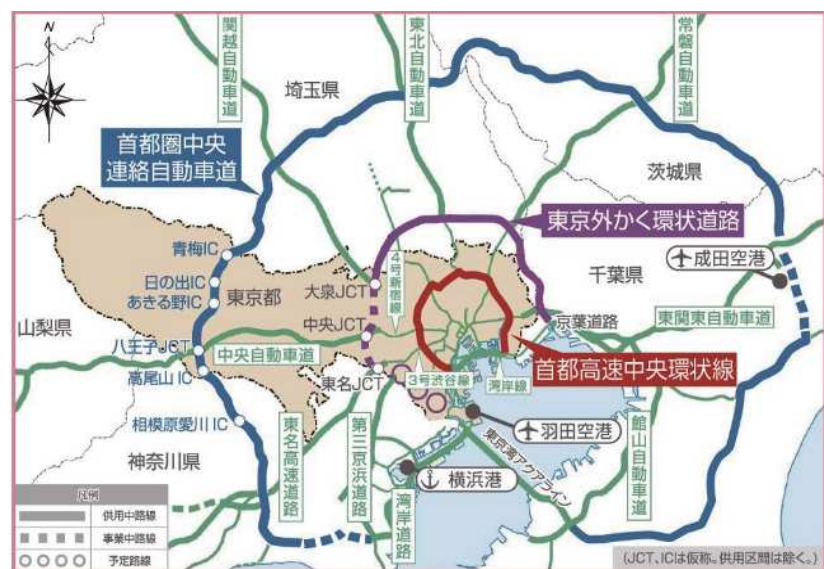 N
関越自動車道
東北自動車道
常磐自動車道
埼玉県
首都圏中央
連絡自動車道
茨城県
東京外かく環状道路
青梅IC
日の出IC
あきる野IC
東京都
大泉JCT
4号新宿線
千葉県
成田空港
山梨県
中央JCT
京葉道路
東関東自動車道
八王子JCT
中央自動車道
高尾山IC
東名JCT
3号渋谷線
湾岸線
首都高速中央環状線
相模原愛川IC
東名高速道路
第三京浜道路
羽田空港
館山自動車道
神奈川県
横浜港
東京湾アクアライン
湾岸道路
凡例
供用中路線
事業中路線
予定路線
(JCT、ICは仮称。供用区間は除く。)